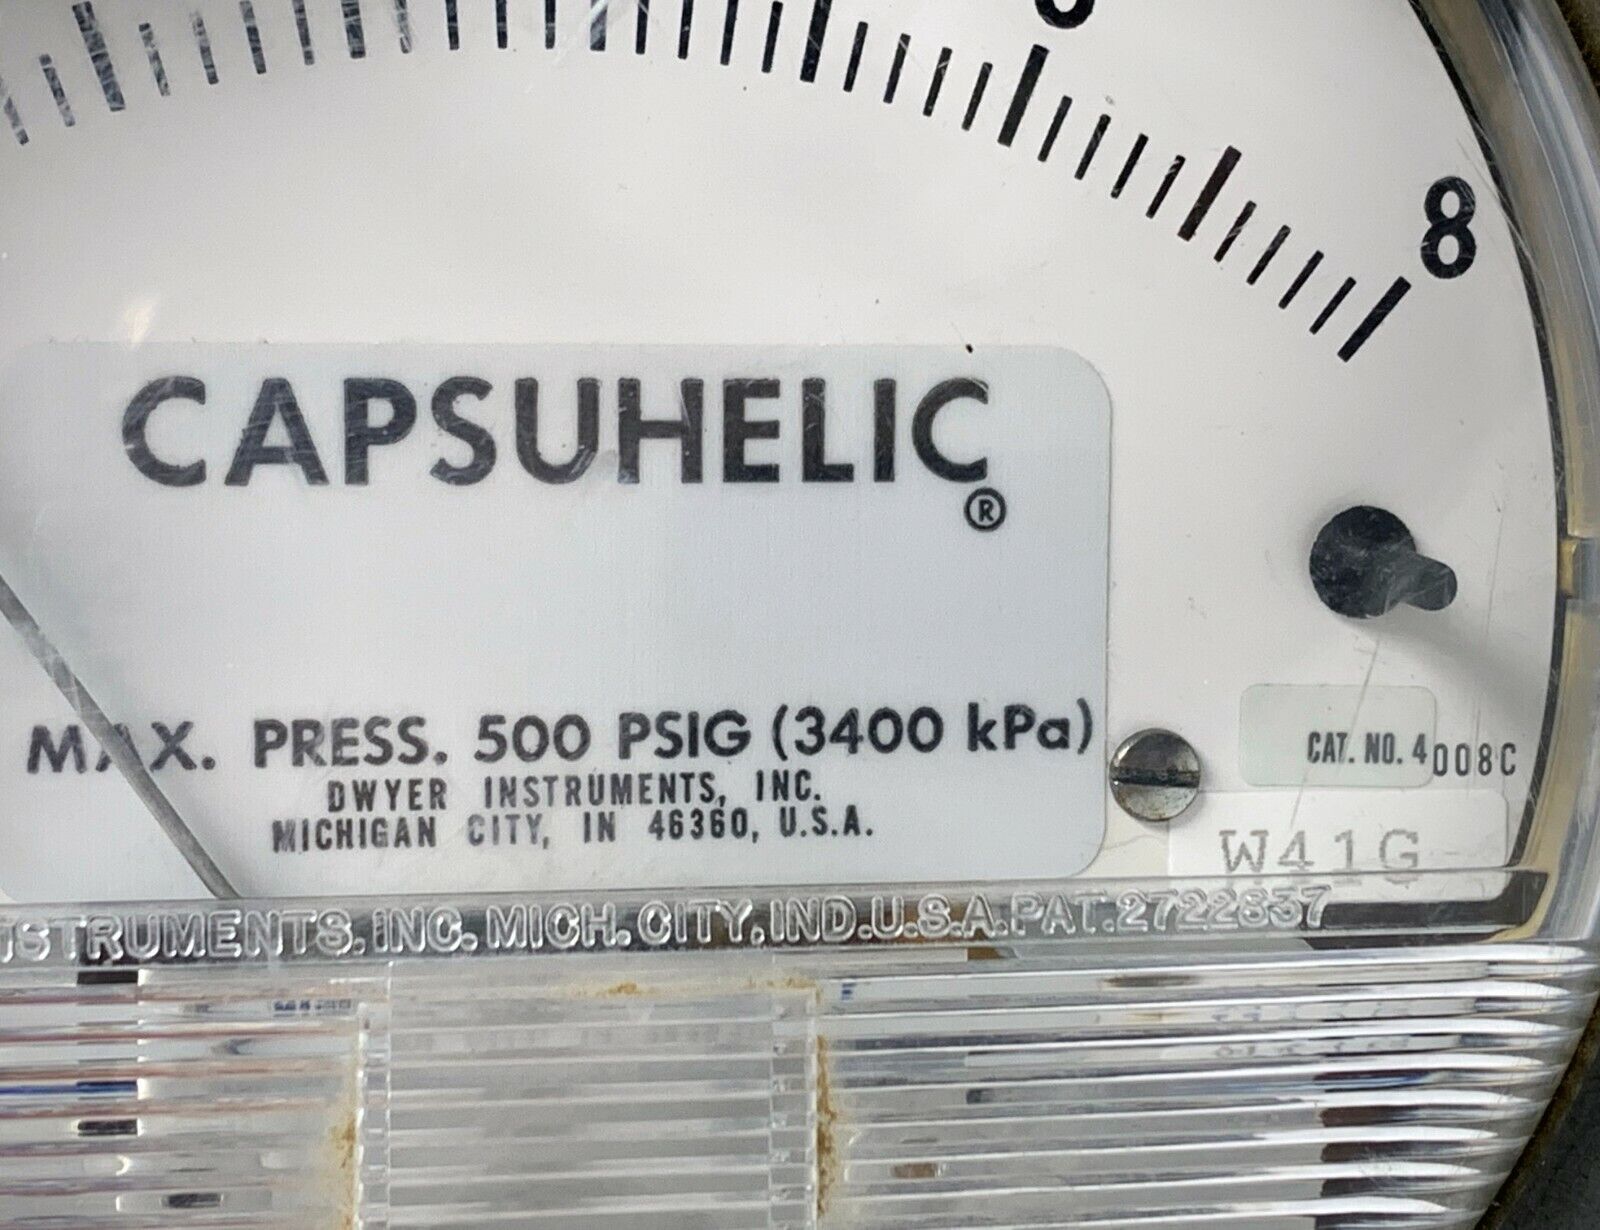 8
CAPSUHELIC®
MAX. PRESS. 500 PSIG (3400 kPa)
DWYER INSTRUMENTS, INC.
MICHIGAN CITY, IN 46360, U.S.A.
CAT. NO. 4008C
W41G
STRUMENTS, INC. MICH. CITY, IND. U.S.A. PAT. 2722837